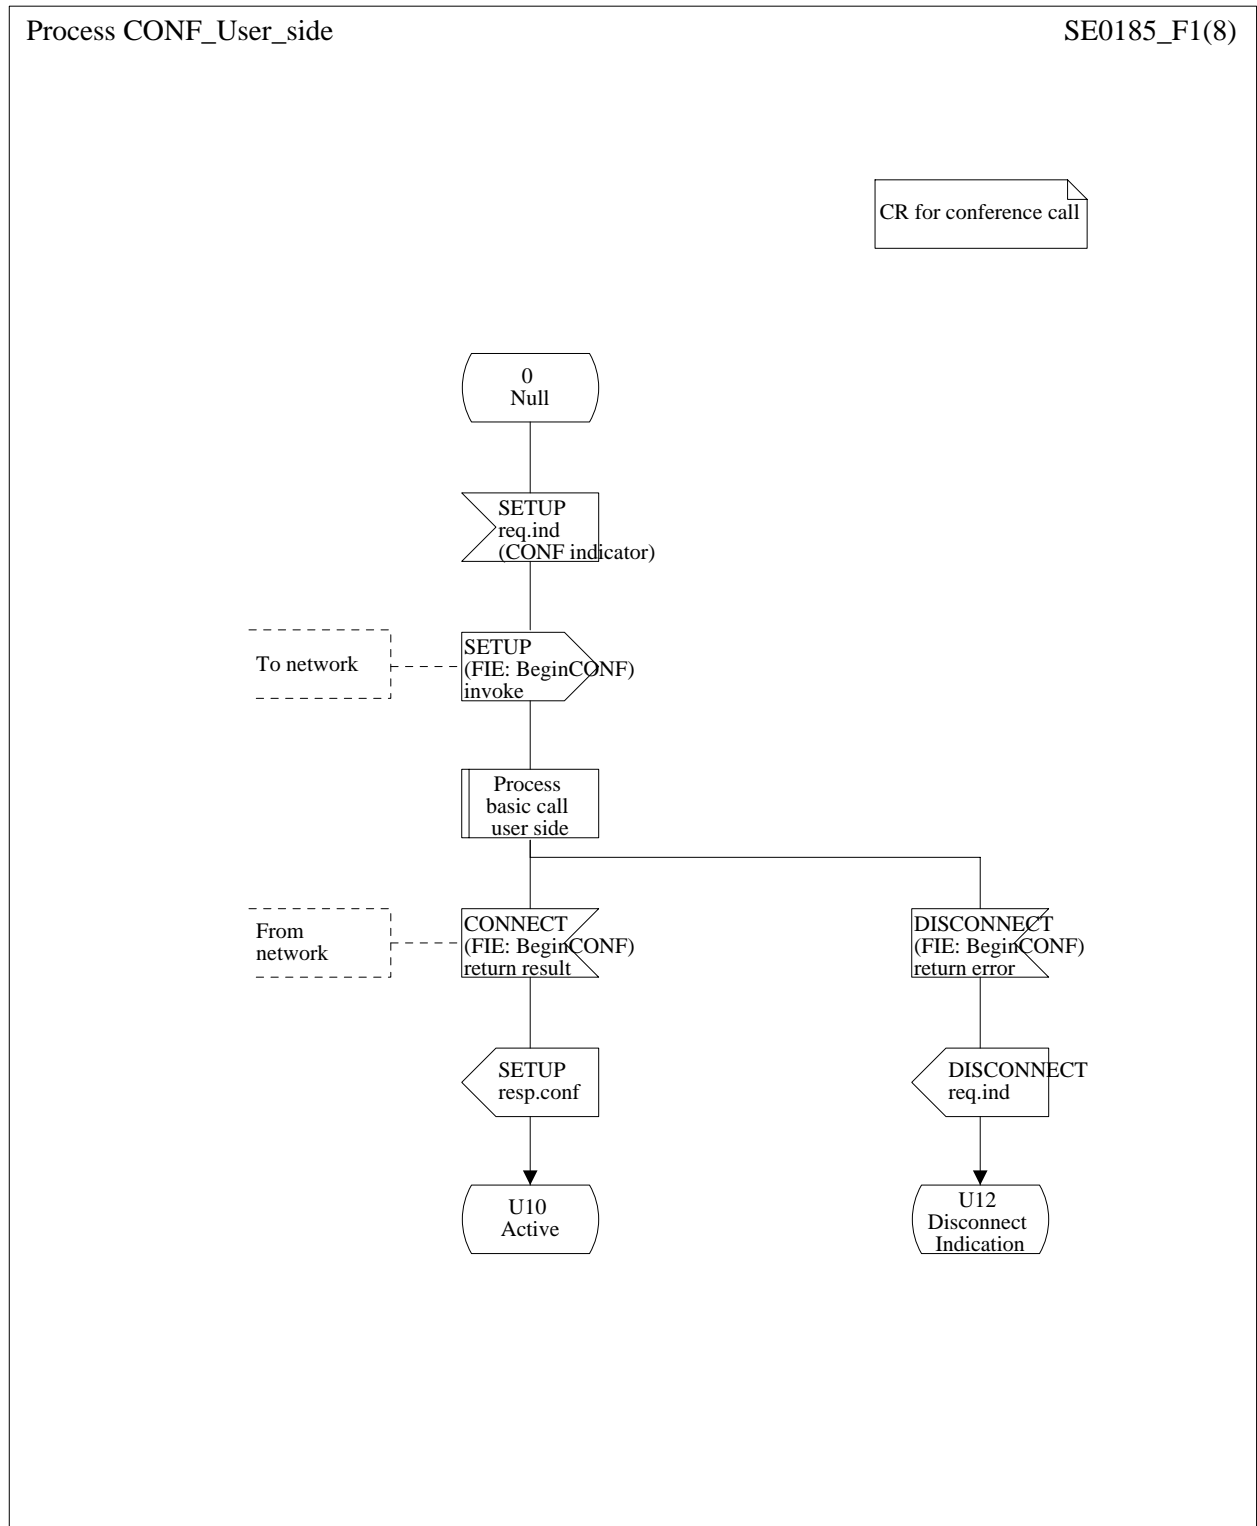 Process CONF_User_side
SE0185_F1(8)
CR for conference call
0
Null
SETUP
req.ind
(CONF indicator)
To network
SETUP
(FIE: BeginCONF)
invoke
Process
basic call
user side
From
network
CONNECT
(FIE: BeginCONF)
return result
DISCONNECT
(FIE: BeginCONF)
return error
SETUP
resp.conf
DISCONNECT
req.ind
U10
Active
U12
Disconnect
Indication